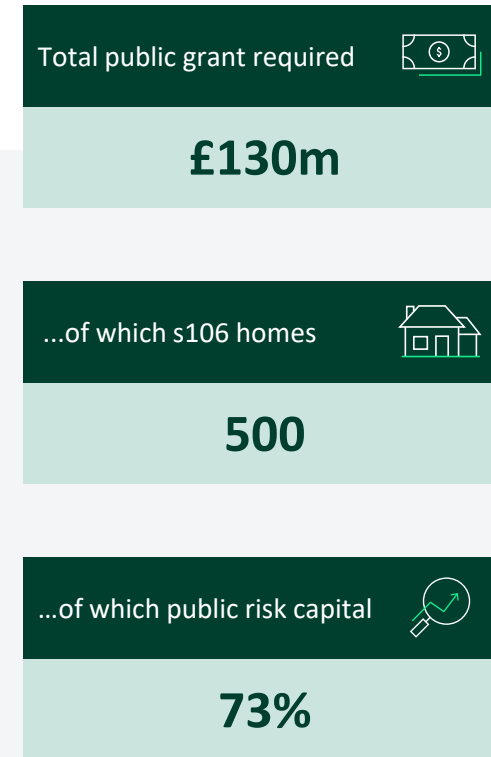 Total public grant required
£130m
...of which s106 homes
500
...of which public risk capital
73%